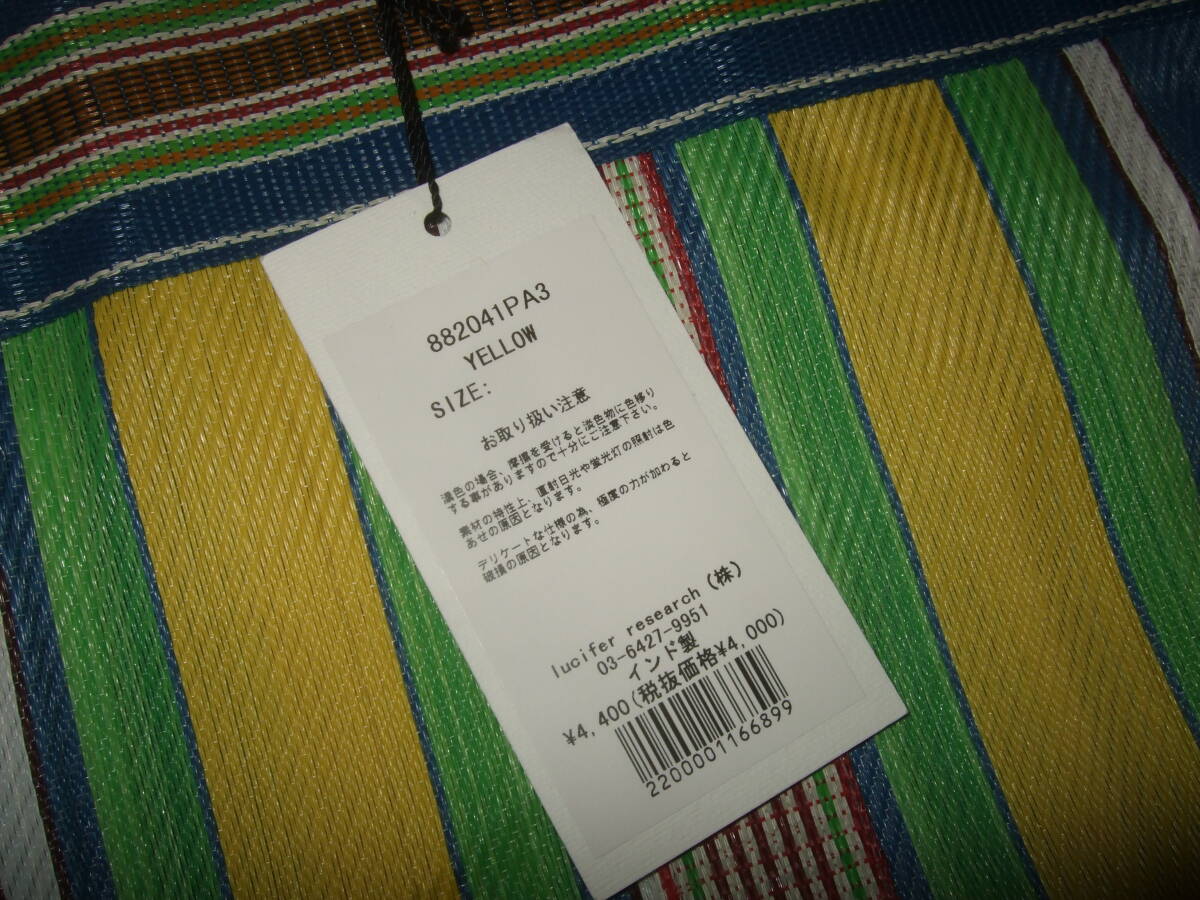 882041PA3
YELLOW
SIZE:
お取り扱い注意
濃色の場合、摩擦を受けると淡色物に色移り
する事がありますので十分にご注意下さい。
素材の特性上、直射日光や蛍光灯の照射は色
あせの原因となります。
デリケートな仕様の為、極度の力が加わると
破損の原因となります。
lucifer research (株)
03-6427-9951
インド製
¥4,400(税抜価格¥4,000)
2200001166899